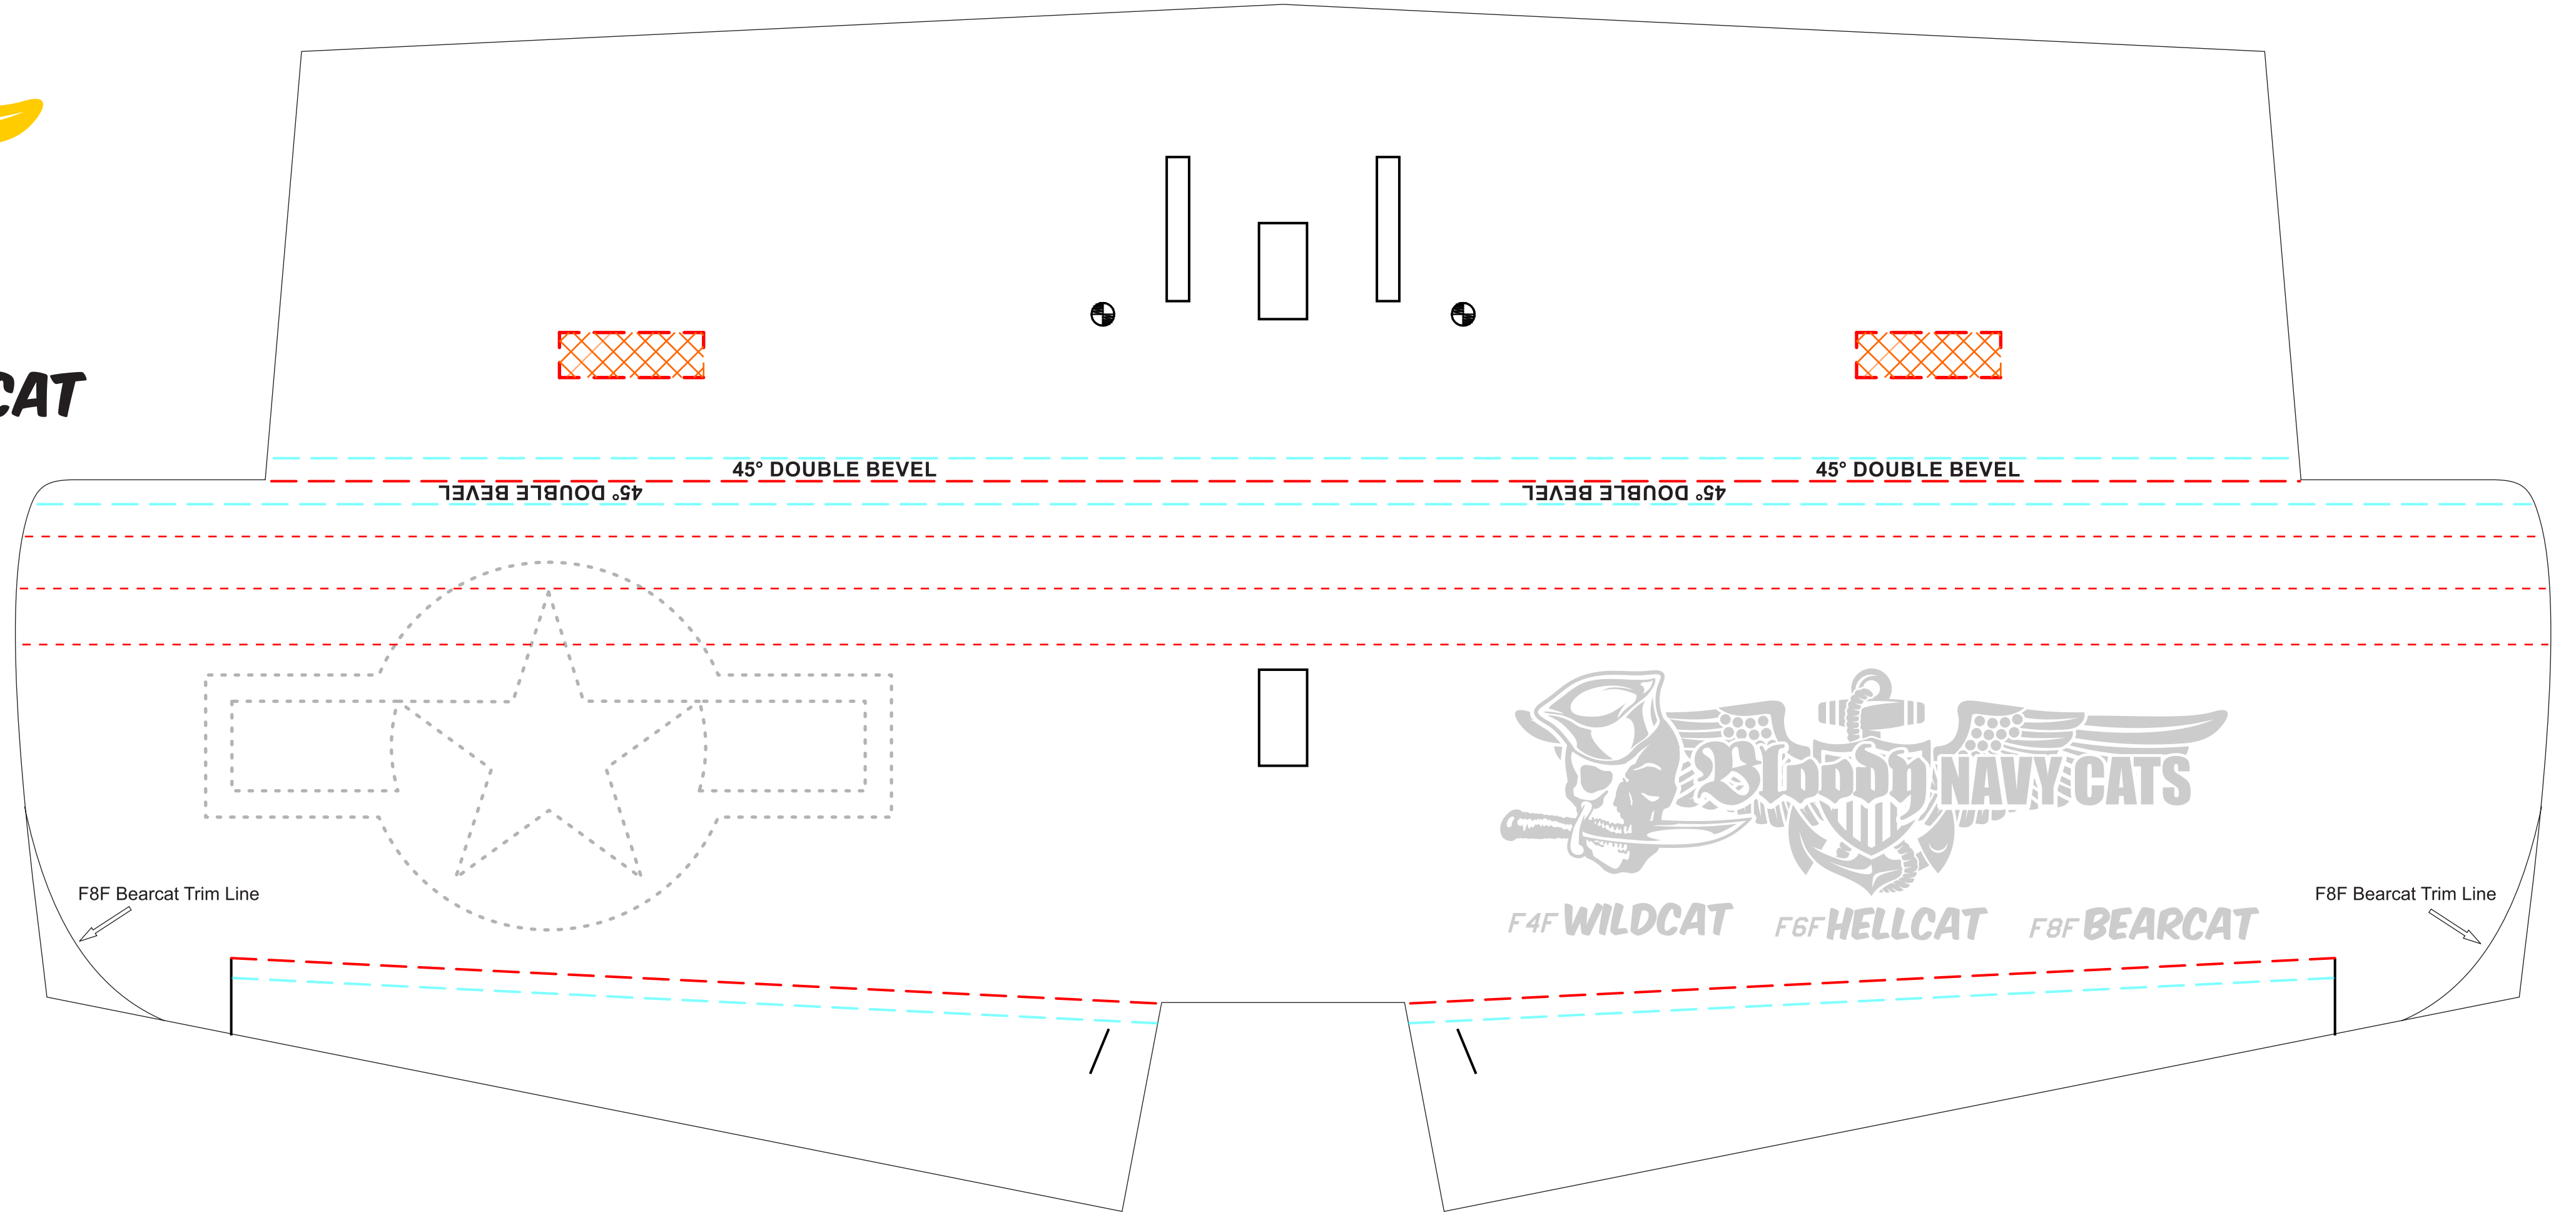 CAT
45° DOUBLE BEVEL
45° DOUBLE BEVEL
45° DOUBLE BEVEL
45° DOUBLE BEVEL
Bloody NAVY CATS
F8F Bearcat Trim Line
F8F Bearcat Trim Line
F4F WILDCAT
F6F HELLCAT
F8F BEARCAT